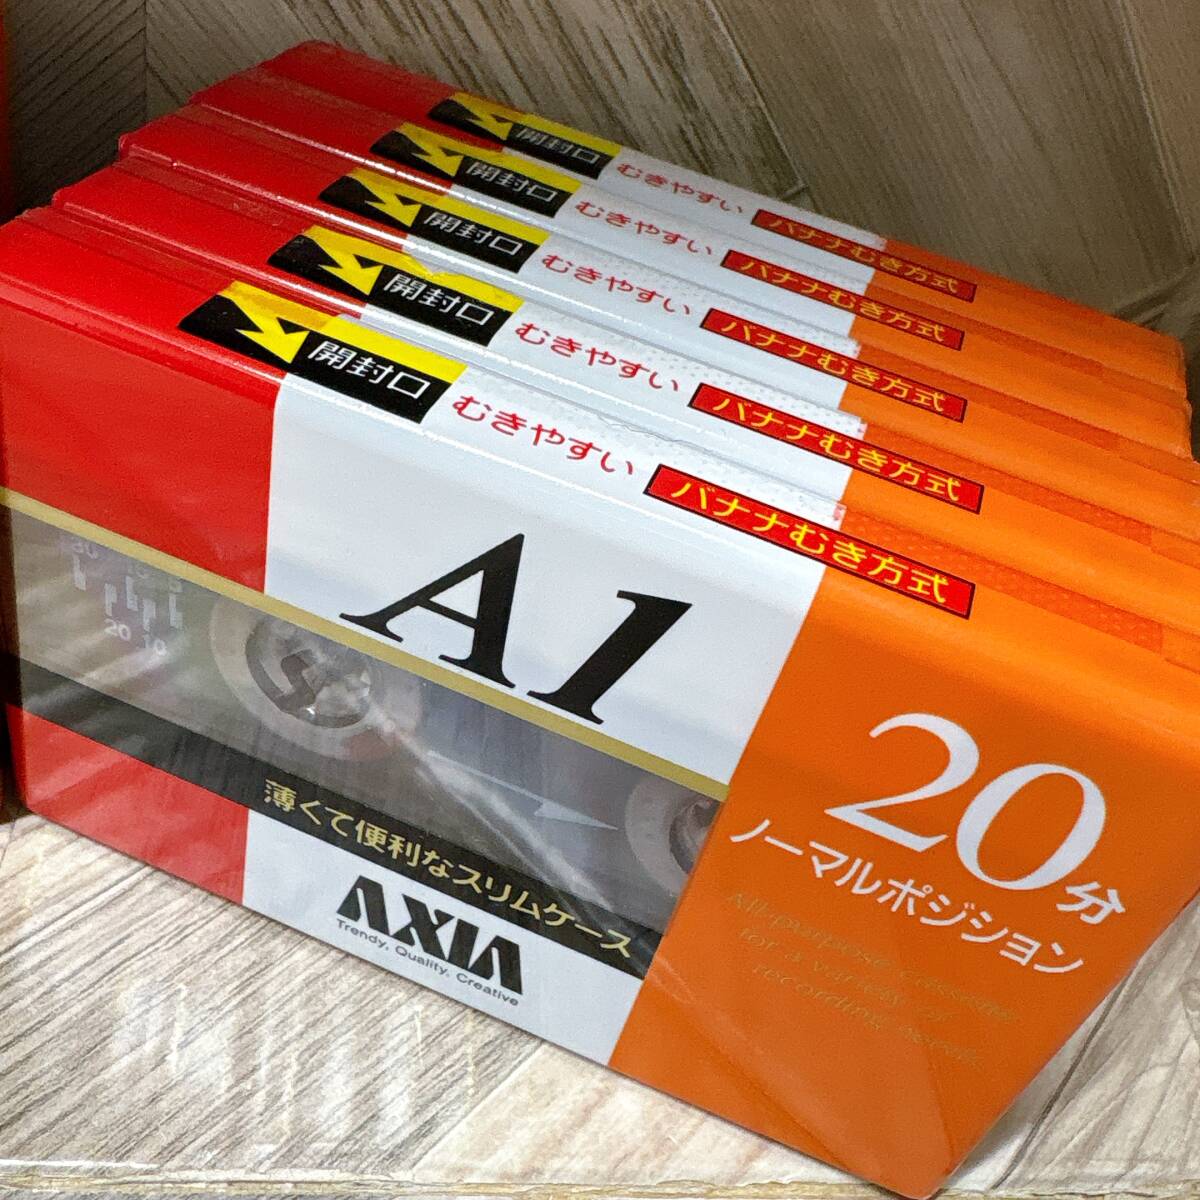 開封口 むきやすい バナナむき方式
開封口 むきやすい バナナむき方式
開封口 むきやすい バナナむき方式
開封口 むきやすい バナナむき方式
開封口 むきやすい バナナむき方式
A1
30
20 10
20分
ノーマルポジション
All-purpose cassette
for a variety of
recording needs.
薄くて便利なスリムケース
AXIA
Trendy, Quality, Creative